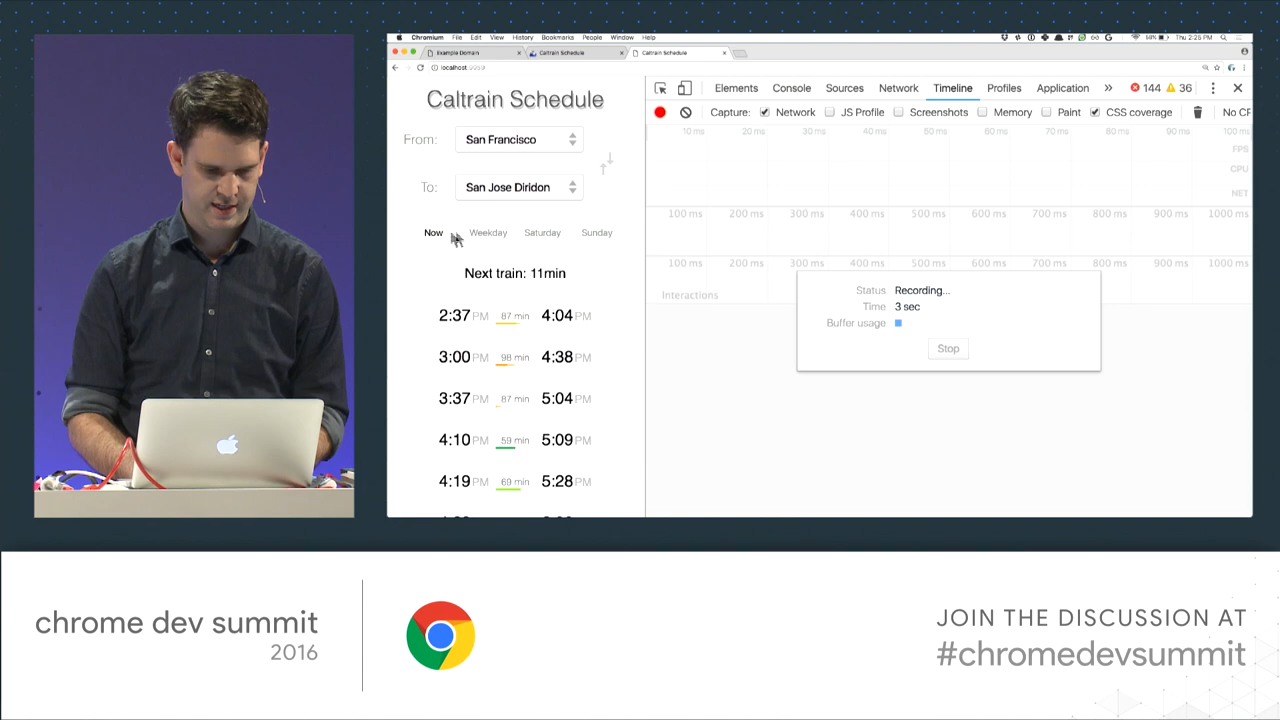 Chromium File Edit View History Bookmarks People Window Help
Thu 2:25 PM
Example Domain
Caltrain Schedule
Caltrain Schedule
localhost
Caltrain Schedule
From: San Francisco
To: San Jose Diridon
Now Weekday Saturday Sunday
Next train: 11min
2:37 PM 87 min 4:04 PM
3:00 PM 98 min 4:38 PM
3:37 PM 87 min 5:04 PM
4:10 PM 59 min 5:09 PM
4:19 PM 69 min 5:28 PM
Elements Console Sources Network Timeline Profiles Application » 144 36
Capture: Network JS Profile Screenshots Memory Paint CSS coverage No CP
10 ms 20 ms 30 ms 40 ms 50 ms 60 ms 70 ms 80 ms 90 ms
FPS
CPU
NET
100 ms 200 ms 300 ms 400 ms 500 ms 600 ms 700 ms 800 ms 900 ms 1000 ms
100 ms 200 ms 300 ms 400 ms 500 ms 600 ms 700 ms 800 ms 900 ms 1000 ms
Interactions
Status Recording...
Time 3 sec
Buffer usage
Stop
chrome dev summit
2016
JOIN THE DISCUSSION AT
#chromedevsummit